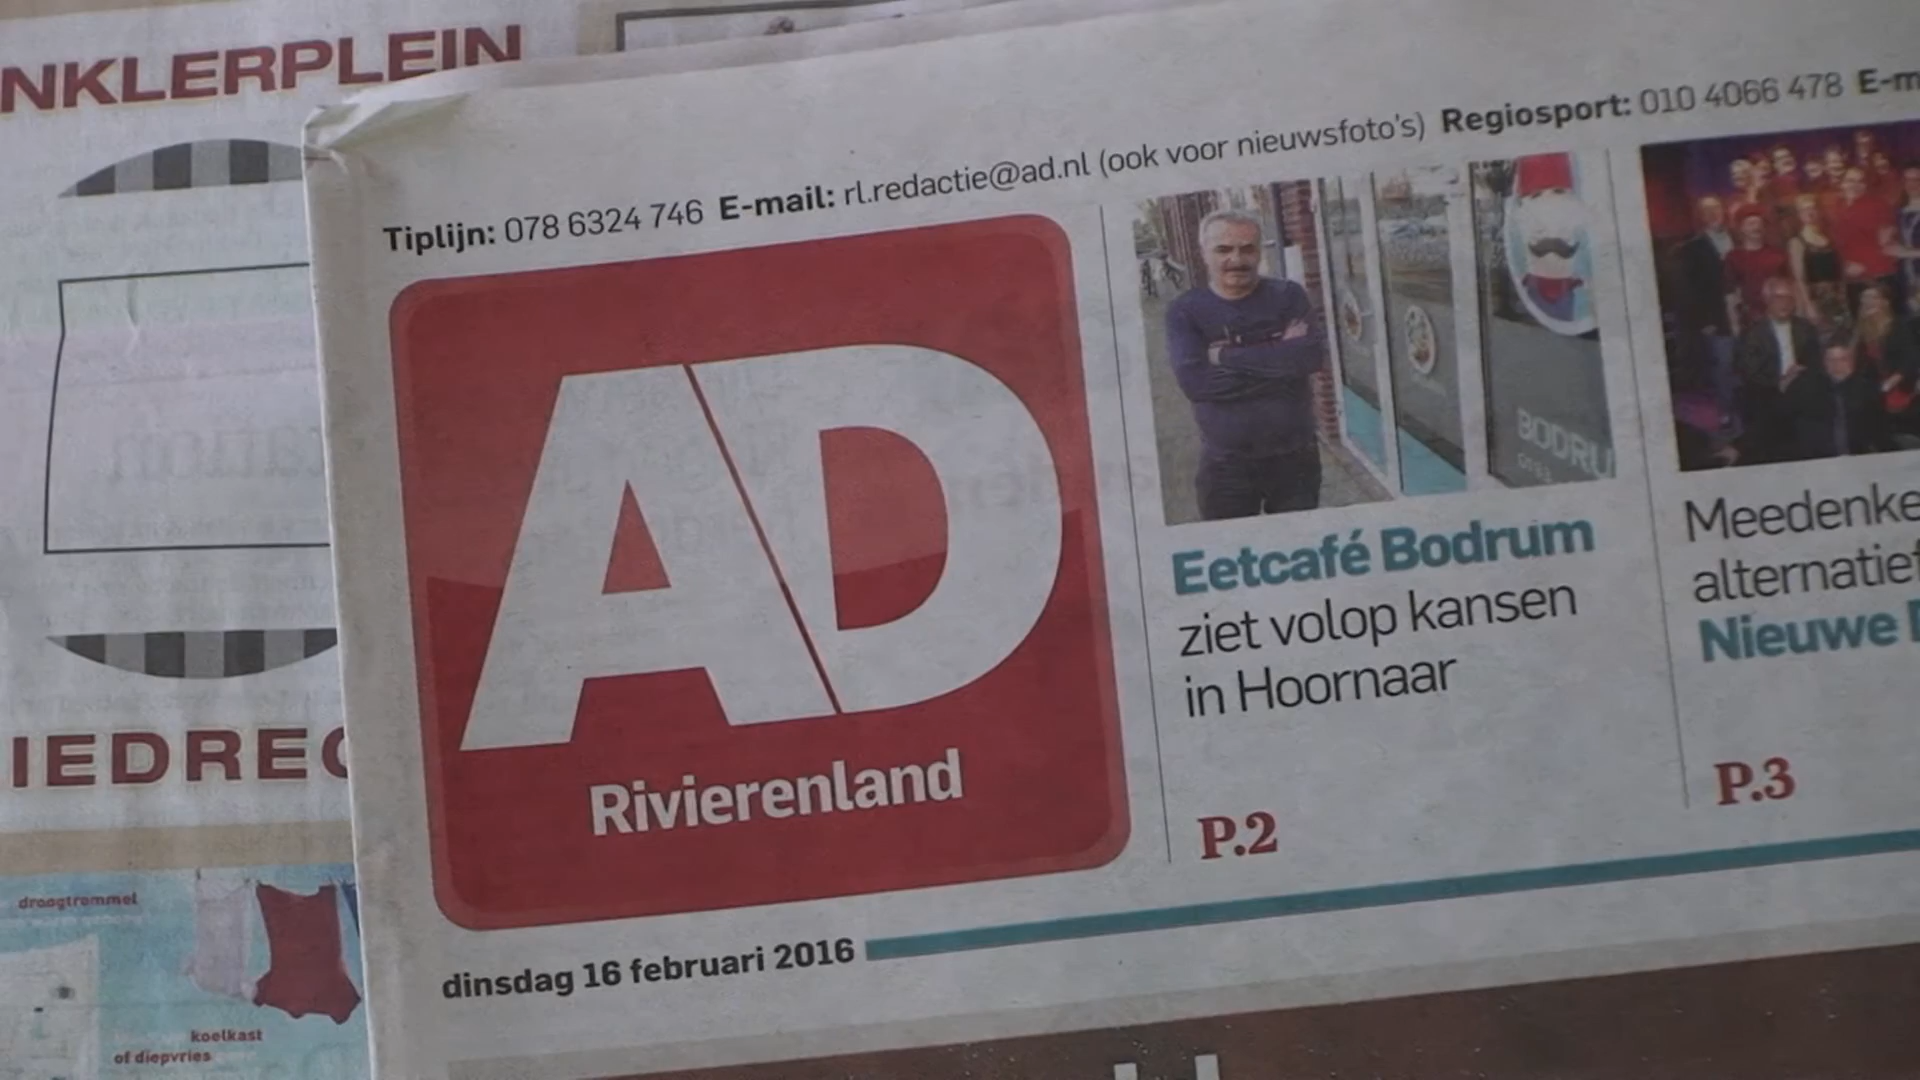 NKLERPLEIN
Tiplijn: 078 6324 746 E-mail: rl.redactie@ad.nl (ook voor nieuwsfoto's) Regiosport: 010 4066 478 E-m
AD
Rivierenland
dinsdag 16 februari 2016
BODRU
Eetcafé Bodrum
ziet volop kansen
in Hoornaar
P.2
Meedenke
alternatief
Nieuwe
P.3
IEDREC
droogtrommel
koelkast
of diepvries